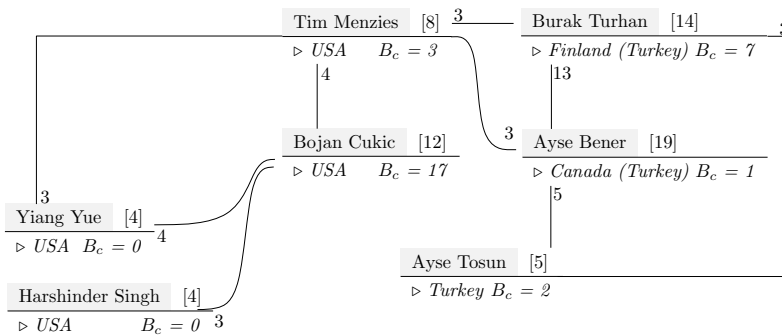 Tim Menzies [8]
▷ USA B_c = 3
3
Burak Turhan [14]
▷ Finland (Turkey) B_c = 7
4
13
Bojan Cukic [12]
▷ USA B_c = 17
3
Ayse Bener [19]
▷ Canada (Turkey) B_c = 1
3
Yiang Yue [4]
▷ USA B_c = 0
4
5
Ayse Tosun [5]
▷ Turkey B_c = 2
Harshinder Singh [4]
▷ USA B_c = 0
3